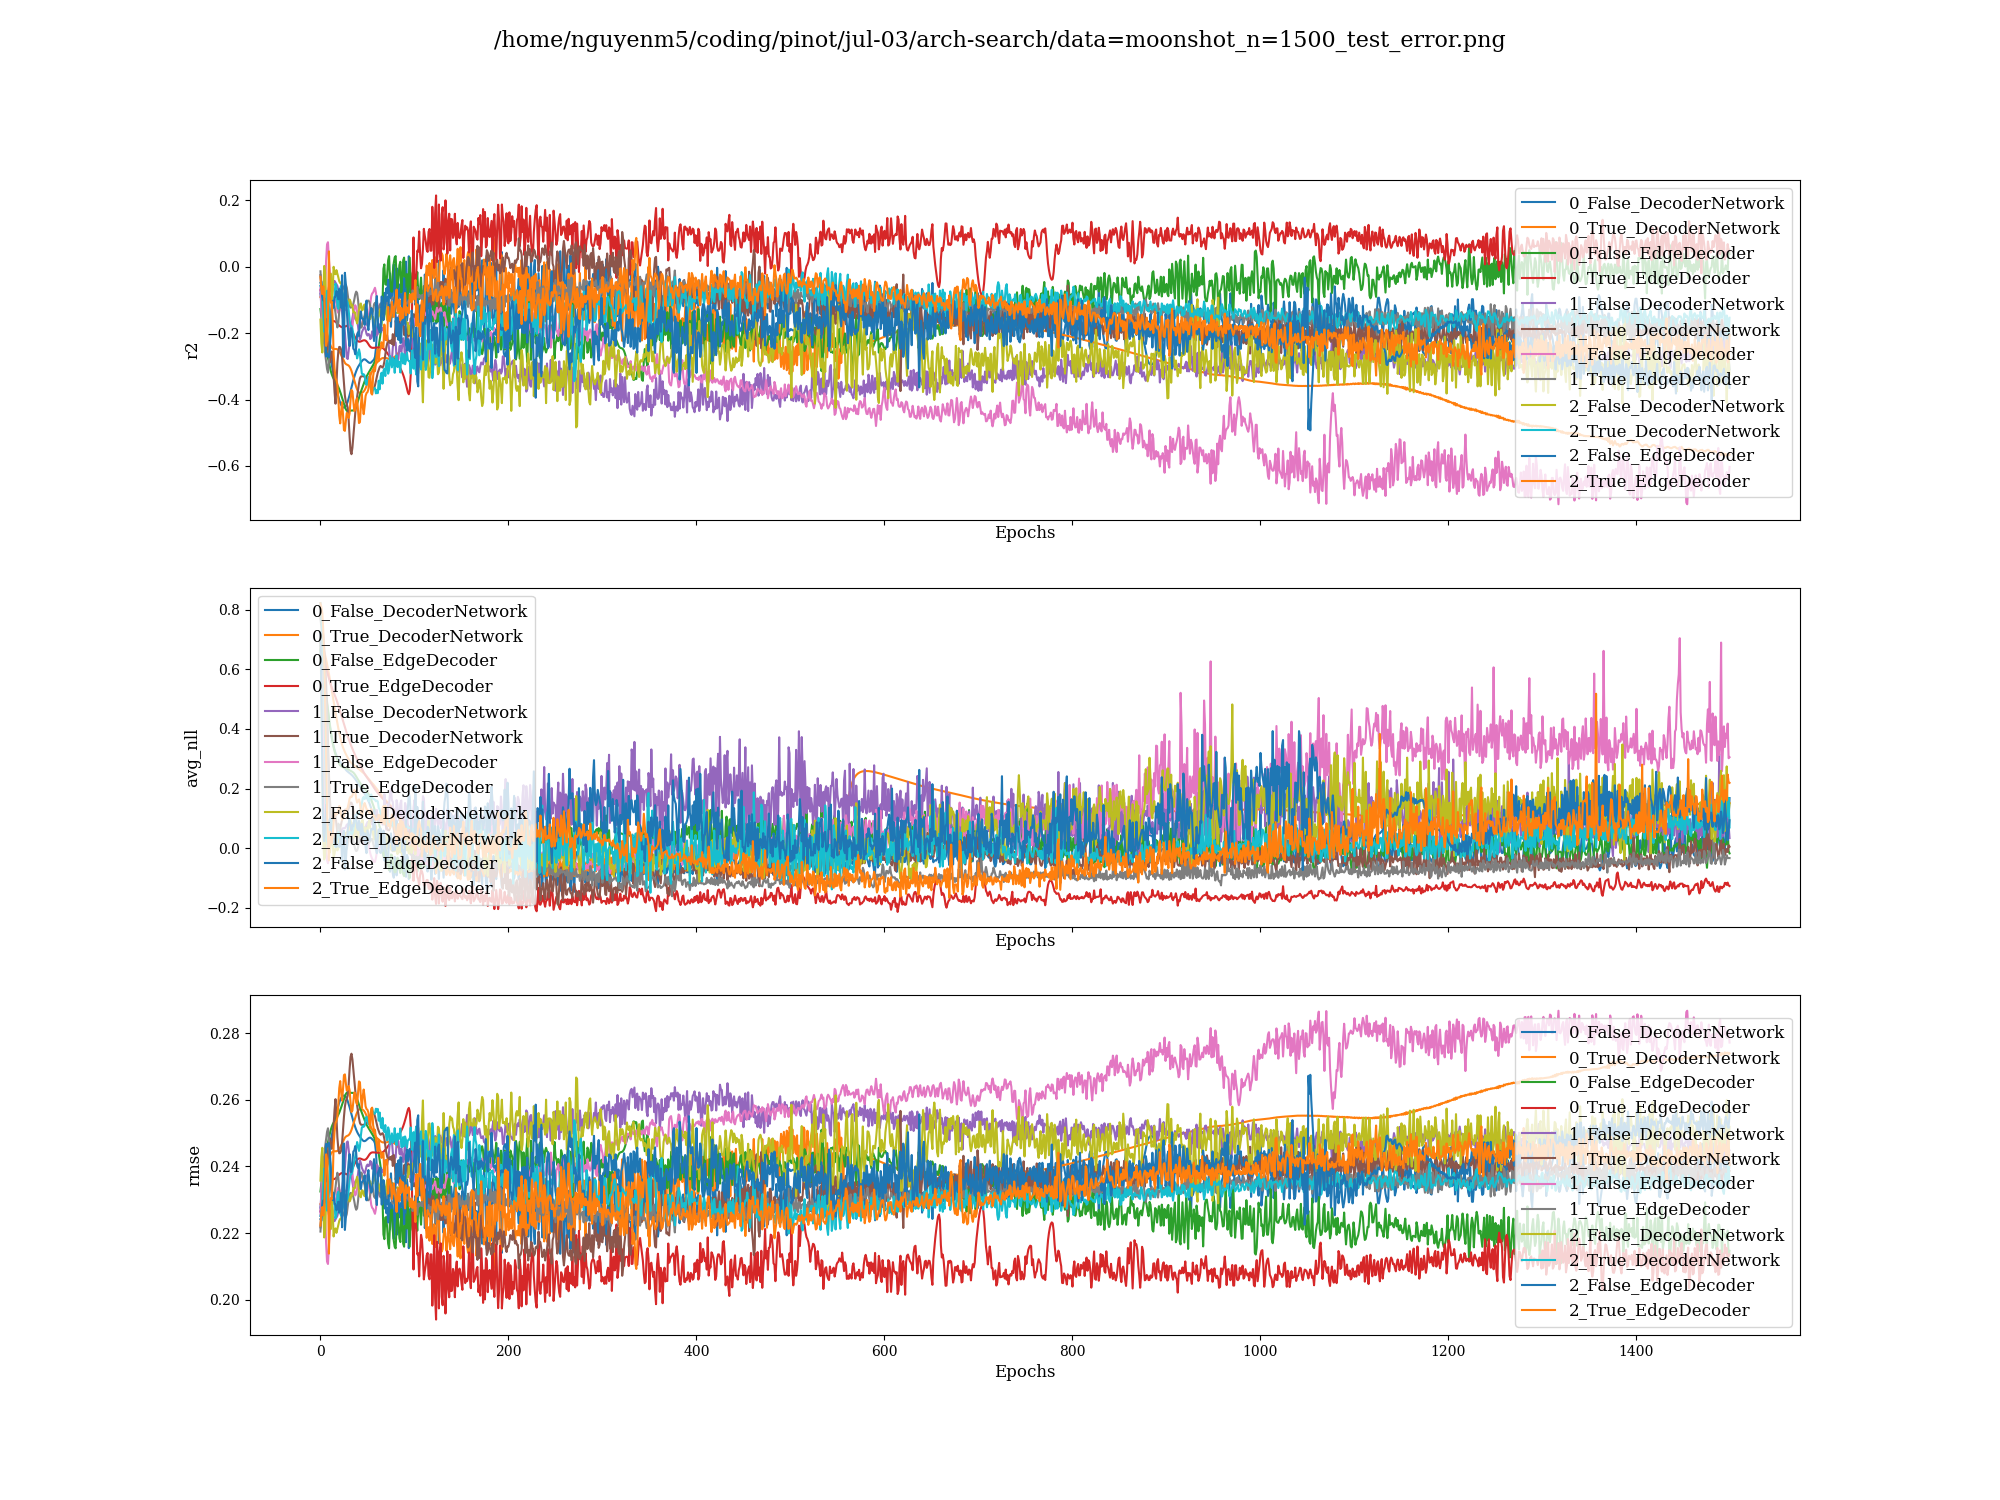 /home/nguyenm5/coding/pinot/jul-03/arch-search/data=moonshot_n=1500_test_error.png
0.2
0.0
−0.2
−0.4
−0.6
r2
Epochs
0_False_DecoderNetwork
0_True_DecoderNetwork
0_False_EdgeDecoder
0_True_EdgeDecoder
1_False_DecoderNetwork
1_True_DecoderNetwork
1_False_EdgeDecoder
1_True_EdgeDecoder
2_False_DecoderNetwork
2_True_DecoderNetwork
2_False_EdgeDecoder
2_True_EdgeDecoder
0.8
0.6
0.4
0.2
0.0
−0.2
avg_nll
Epochs
0_False_DecoderNetwork
0_True_DecoderNetwork
0_False_EdgeDecoder
0_True_EdgeDecoder
1_False_DecoderNetwork
1_True_DecoderNetwork
1_False_EdgeDecoder
1_True_EdgeDecoder
2_False_DecoderNetwork
2_True_DecoderNetwork
2_False_EdgeDecoder
2_True_EdgeDecoder
0.28
0.26
0.24
0.22
0.20
rmse
0 200 400 600 800 1000 1200 1400
Epochs
0_False_DecoderNetwork
0_True_DecoderNetwork
0_False_EdgeDecoder
0_True_EdgeDecoder
1_False_DecoderNetwork
1_True_DecoderNetwork
1_False_EdgeDecoder
1_True_EdgeDecoder
2_False_DecoderNetwork
2_True_DecoderNetwork
2_False_EdgeDecoder
2_True_EdgeDecoder